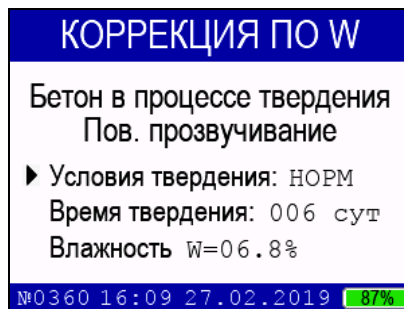 КОРРЕКЦИЯ ПО W
Бетон в процессе твердения
Пов. прозвучивание
Условия твердения: НОРМ
Время твердения: 006 сут
Влажность W=06.8%
№0360 16:09 27.02.2019 87%